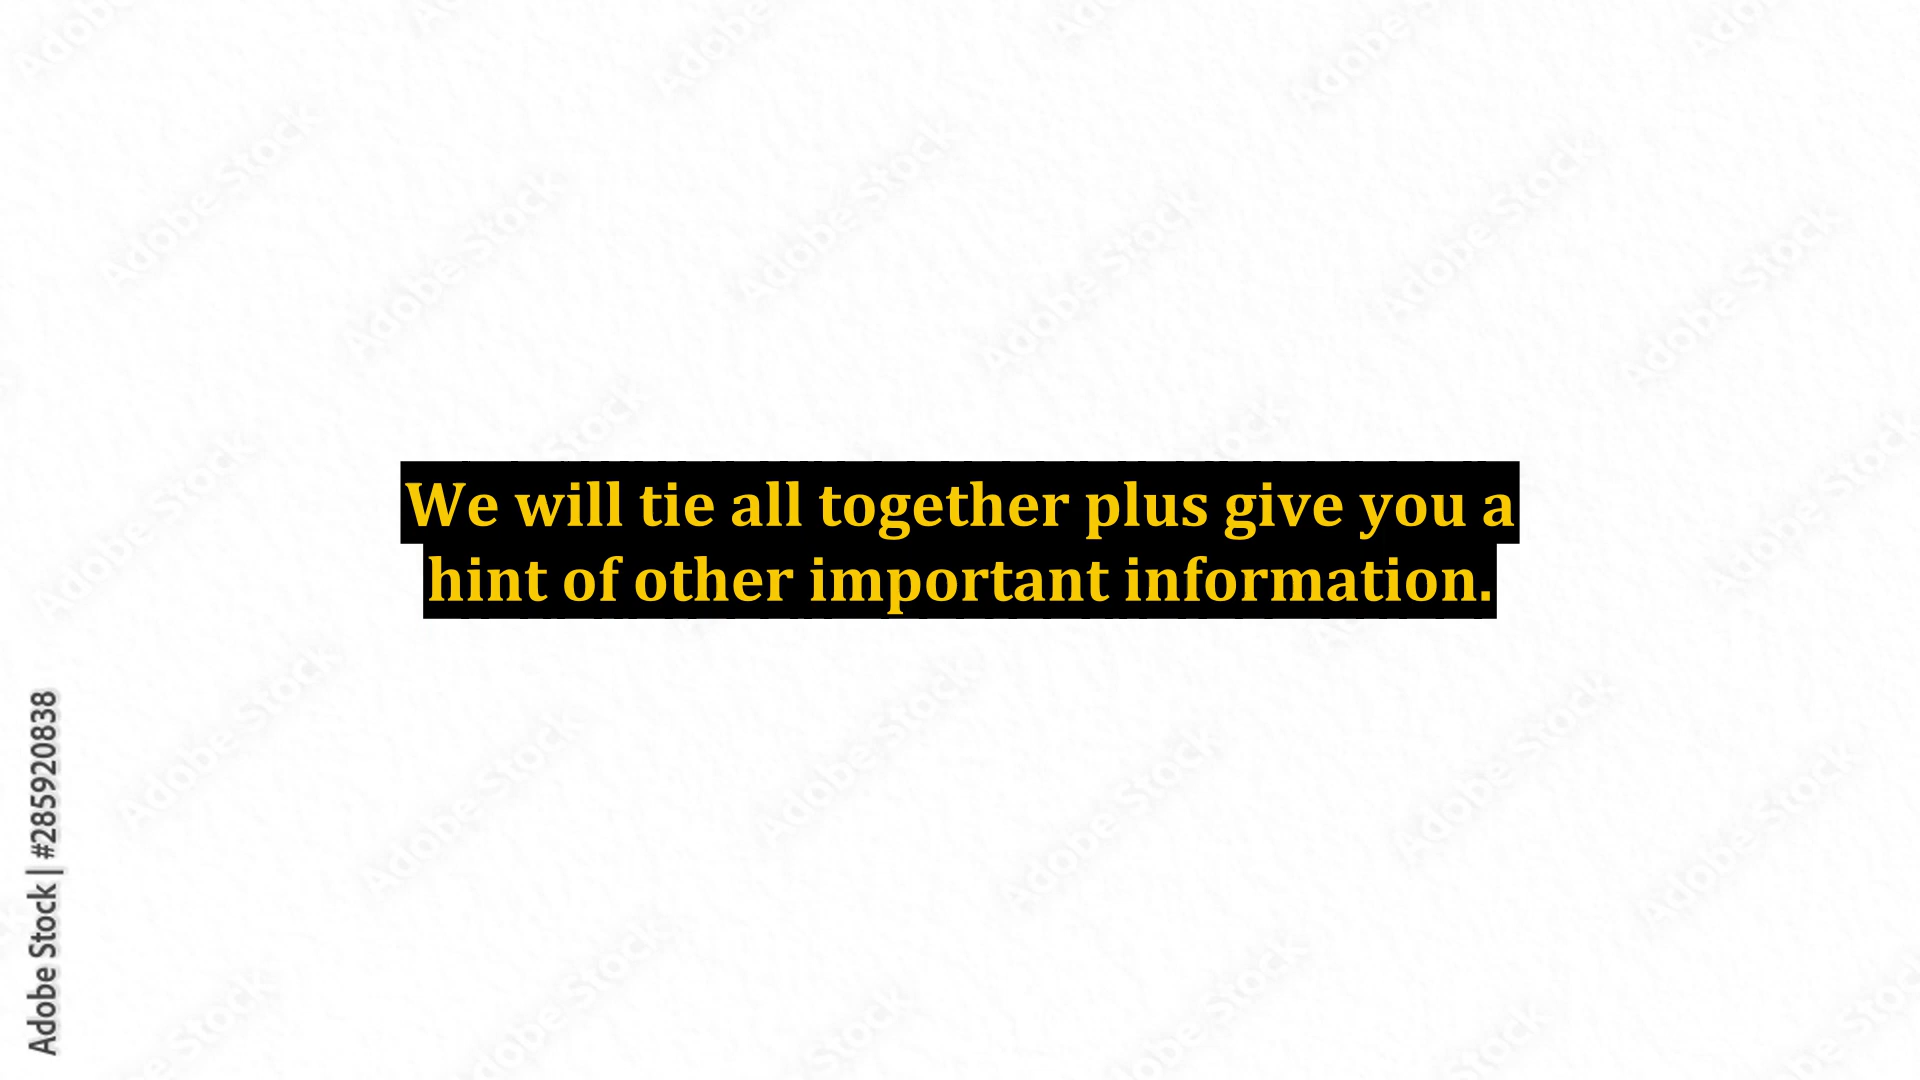 We will tie all together plus give you a
hint of other important information.
Adobe Stock | #285920838